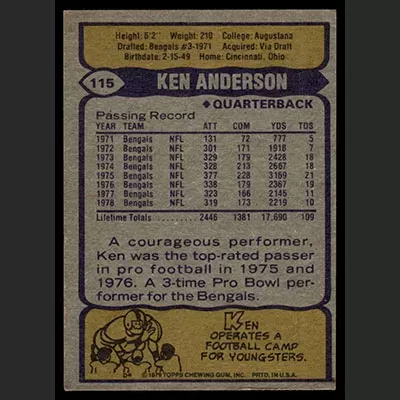 Height: 6'2" Weight: 210 College: Augustana
Drafted: Bengals #3-1971 Acquired: Via Draft
Birthdate: 2-15-49 Home: Cincinnati, Ohio
115 KEN ANDERSON
◆QUARTERBACK
Passing Record
YEAR TEAM ATT COM YDS TDS
1971 Bengals NFL 131 72 777 5
1972 Bengals NFL 301 171 1918 7
1973 Bengals NFL 329 179 2428 18
1974 Bengals NFL 328 213 2667 18
1975 Bengals NFL 377 228 3169 21
1976 Bengals NFL 338 179 2367 19
1977 Bengals NFL 323 166 2145 11
1978 Bengals NFL 319 173 2219 10
Lifetime Totals 2446 1381 17,690 109
A courageous performer,
Ken was the top-rated passer
in pro football in 1975 and
1976. A 3-time Pro Bowl per-
former for the Bengals.
KEN
OPERATES A
FOOTBALL CAMP
FOR YOUNGSTERS.
© 1979 TOPPS CHEWING GUM, INC. PRTD. IN U.S.A.